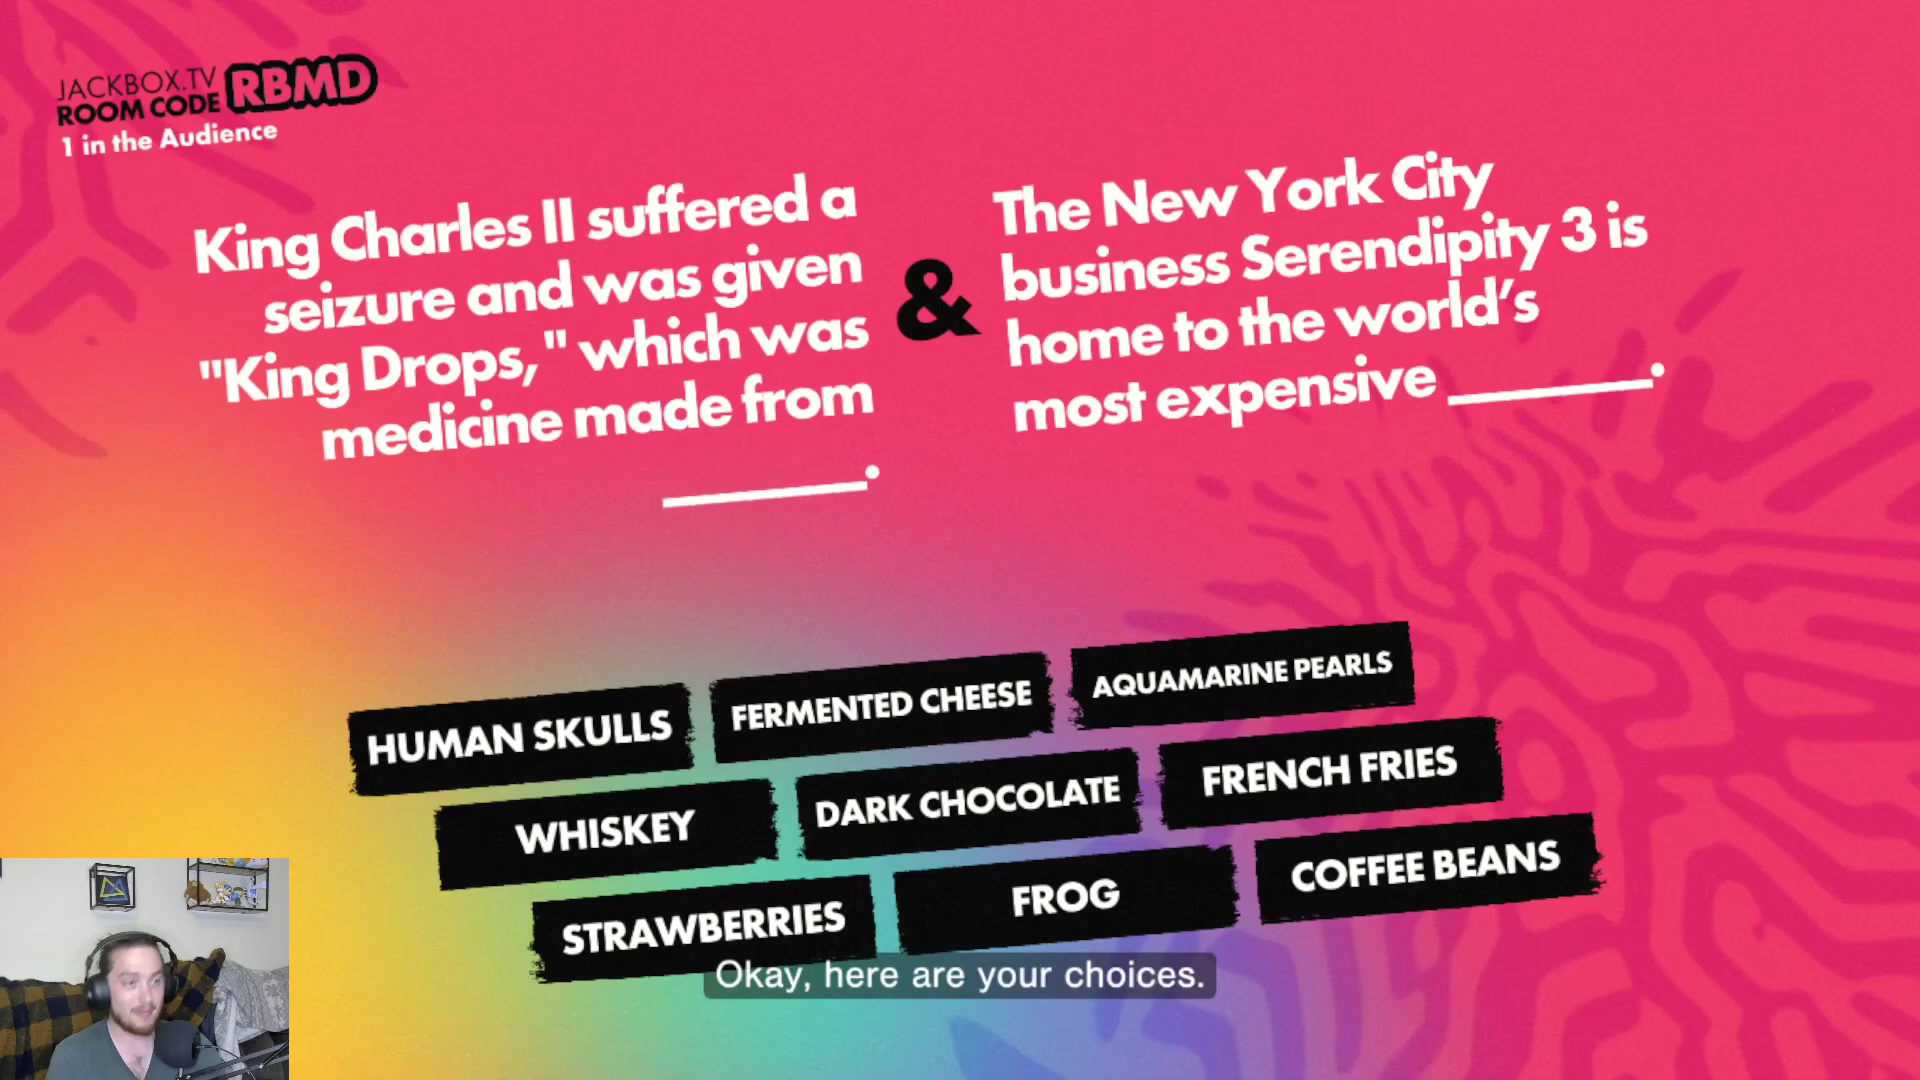 JACKBOX.TV
ROOM CODE RBMD
1 in the Audience
King Charles II suffered a
seizure and was given
"King Drops," which was
medicine made from
______.
&
The New York City
business Serendipity 3 is
home to the world’s
most expensive ______.
HUMAN SKULLS
FERMENTED CHEESE
AQUAMARINE PEARLS
WHISKEY
DARK CHOCOLATE
FRENCH FRIES
STRAWBERRIES
FROG
COFFEE BEANS
Okay, here are your choices.